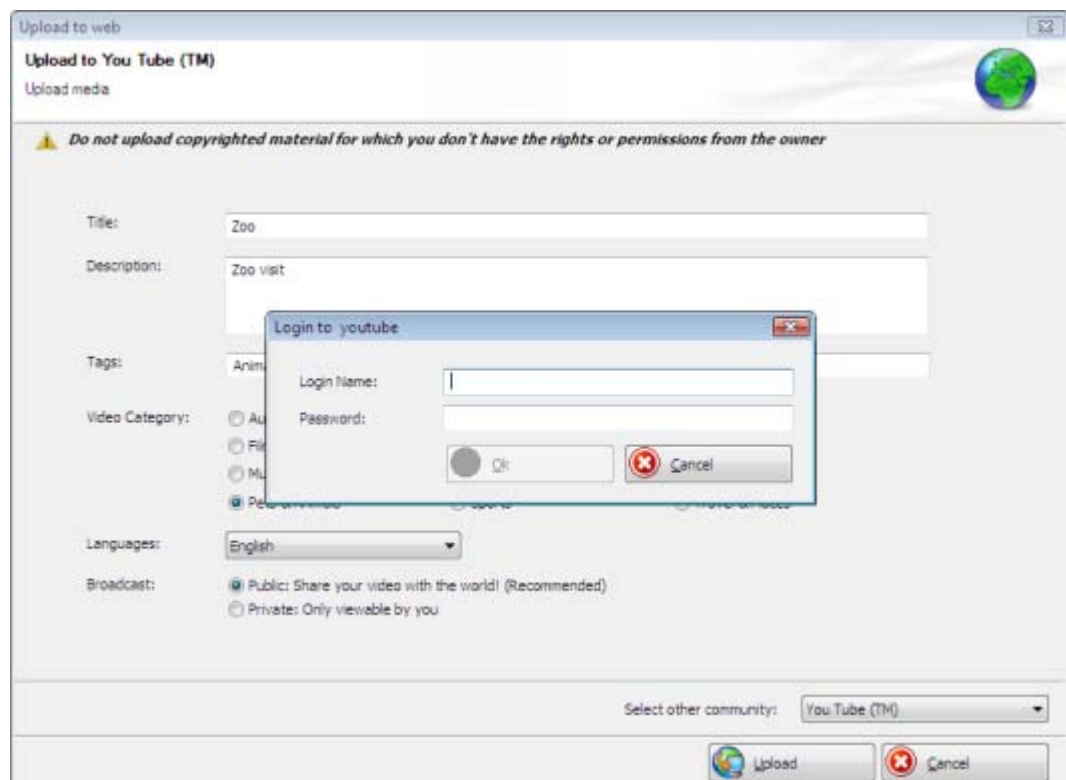 Upload to web
Upload to You Tube (TM)
Upload media
Do not upload copyrighted material for which you don't have the rights or permissions from the owner
Title: Zoo
Description: Zoo visit
Login to youtube
Tags:
Login Name:
Video Category:
Password:
Ok Cancel
Languages: English
Broadcast: Public: Share your video with the world! (Recommended)
Private: Only viewable by you
Select other community: You Tube (TM)
Upload Cancel